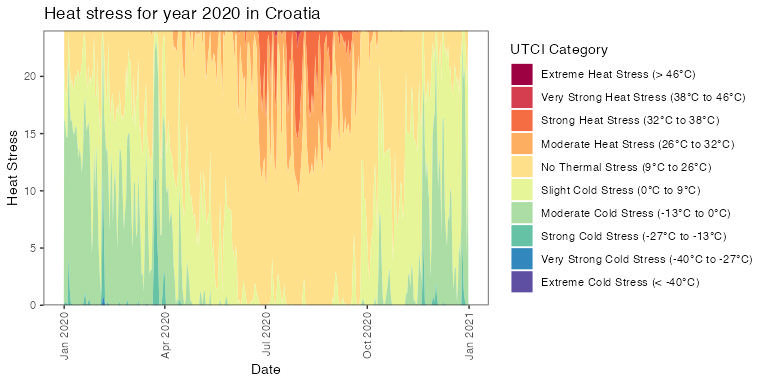 Heat stress for year 2020 in Croatia
Heat Stress
20
15
10
5
0
Jan 2020
Apr 2020
Jul 2020
Oct 2020
Jan 2021
Date
UTCI Category
Extreme Heat Stress (> 46°C)
Very Strong Heat Stress (38°C to 46°C)
Strong Heat Stress (32°C to 38°C)
Moderate Heat Stress (26°C to 32°C)
No Thermal Stress (9°C to 26°C)
Slight Cold Stress (0°C to 9°C)
Moderate Cold Stress (-13°C to 0°C)
Strong Cold Stress (-27°C to -13°C)
Very Strong Cold Stress (-40°C to -27°C)
Extreme Cold Stress (< -40°C)